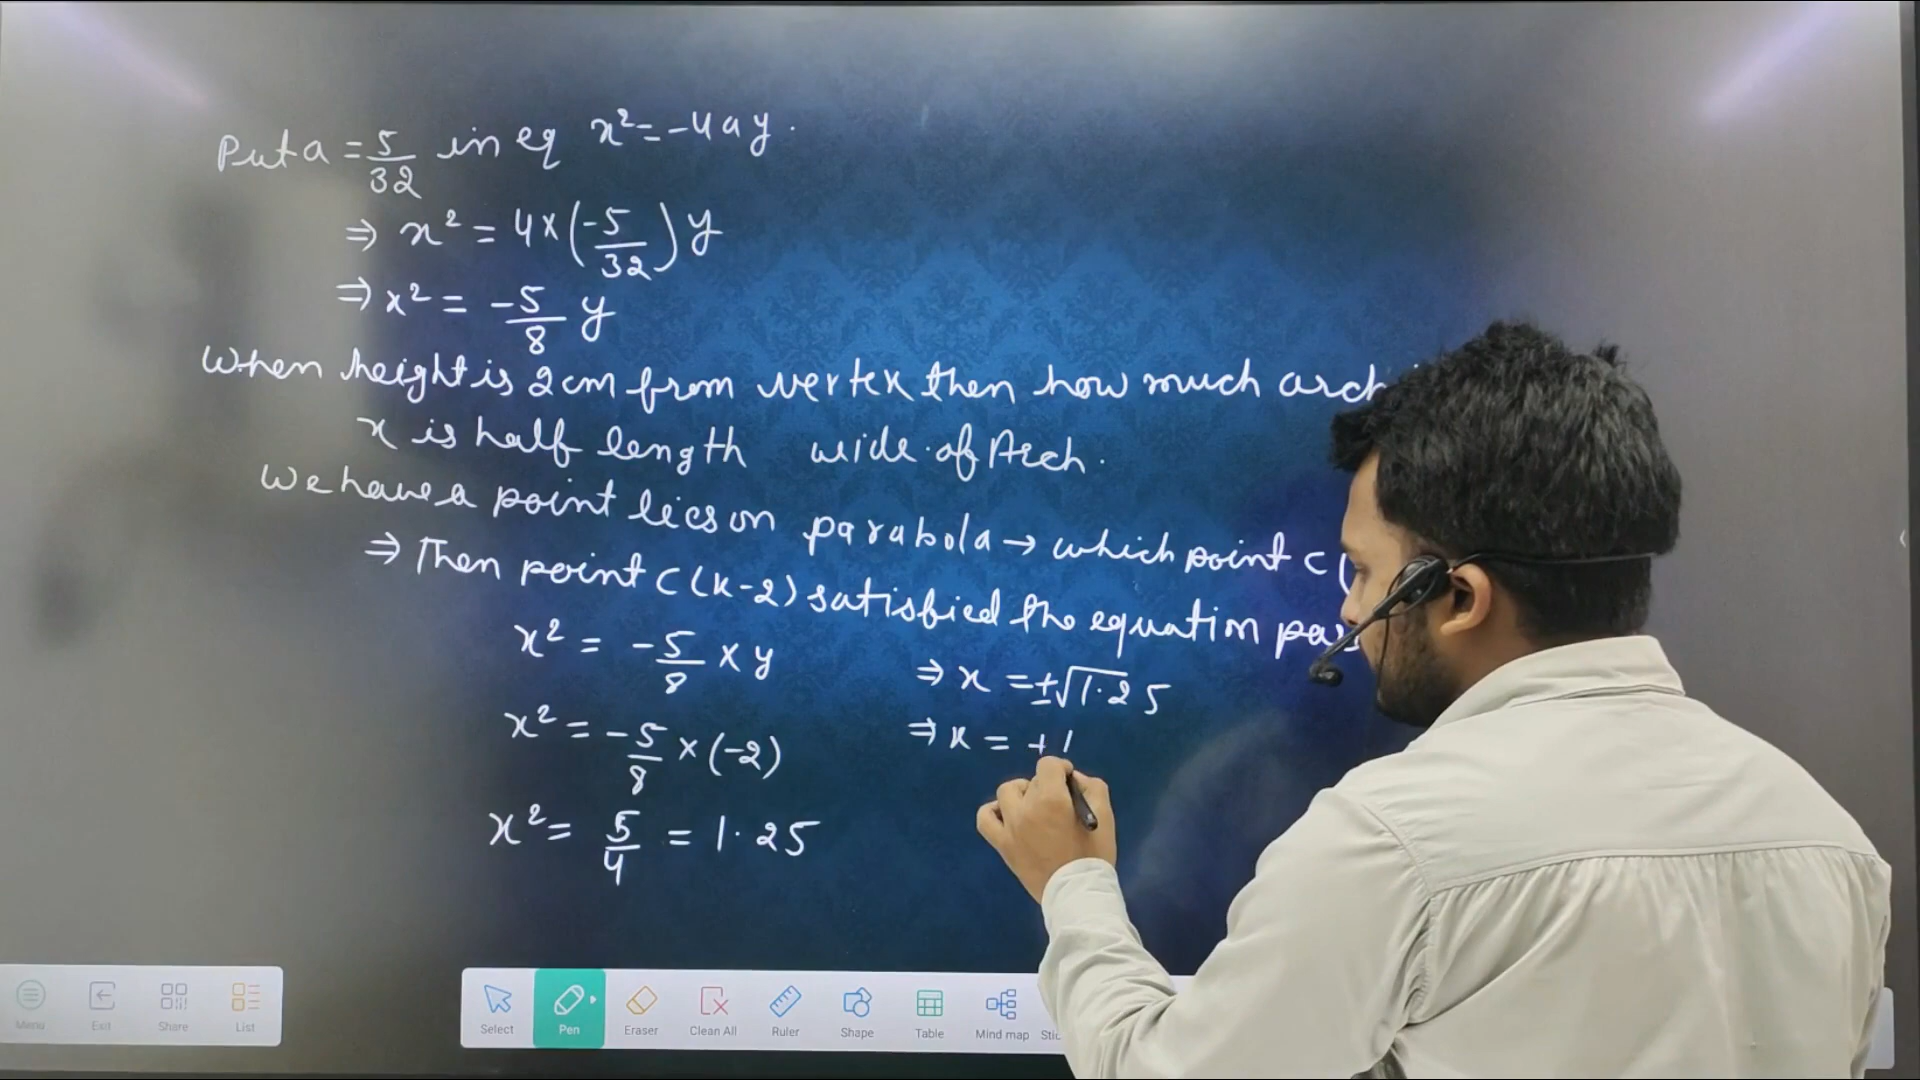 Put a = 5/32 in eq x² = -4ay.
⇒ x² = 4×(-5/32)y
⇒ x² = -5/8 y
When height is 2cm from vertex then how much arch
x is half length wide of Arch.
We have a point lies on parabola → which point C(
⇒ Then point C(x-2) satisfied the equation
x² = -5/8 × y
x² = -5/8 × (-2)
x² = 5/4 = 1.25
⇒ x = ±√1.25
⇒ x = +1
Menu Exit Share List
Select Pen Eraser Clean All Ruler Shape Table Mind map